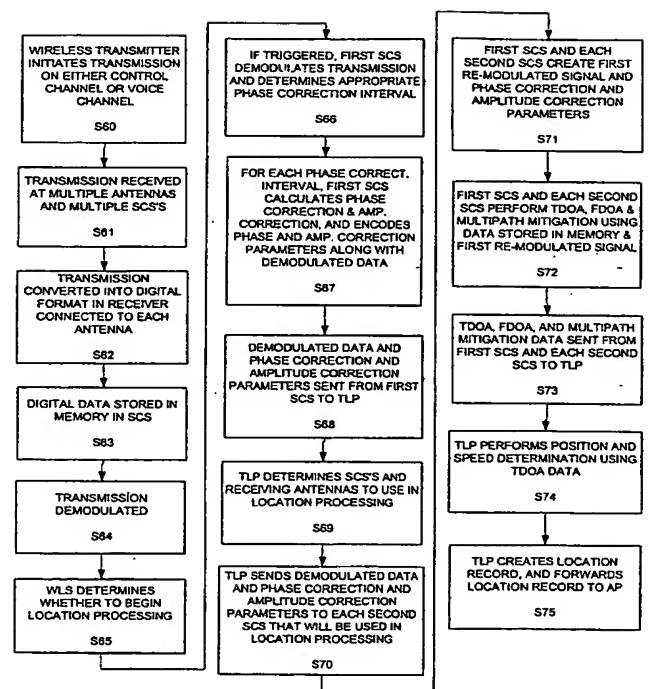 WIRELESS TRANSMITTER
INITIATES TRANSMISSION
ON EITHER CONTROL
CHANNEL OR VOICE
CHANNEL
S60
TRANSMISSION RECEIVED
AT MULTIPLE ANTENNAS
AND MULTIPLE SCS'S
S61
TRANSMISSION
CONVERTED INTO DIGITAL
FORMAT IN RECEIVER
CONNECTED TO EACH
ANTENNA
S62
DIGITAL DATA STORED IN
MEMORY IN SCS
S63
TRANSMISSION
DEMODULATED
S64
WLS DETERMINES
WHETHER TO BEGIN
LOCATION PROCESSING
S65
IF TRIGGERED, FIRST SCS
DEMODULATES TRANSMISSION
AND DETERMINES APPROPRIATE
PHASE CORRECTION INTERVAL
S66
FOR EACH PHASE CORRECT.
INTERVAL, FIRST SCS
CALCULATES PHASE
CORRECTION & AMP.
CORRECTION, AND ENCODES
PHASE AND AMP. CORRECTION
PARAMETERS ALONG WITH
DEMODULATED DATA
S67
DEMODULATED DATA AND
PHASE CORRECTION AND
AMPLITUDE CORRECTION
PARAMETERS SENT FROM FIRST
SCS TO TLP
S68
TLP DETERMINES SCS'S AND
RECEIVING ANTENNAS TO USE IN
LOCATION PROCESSING
S69
TLP SENDS DEMODULATED DATA
AND PHASE CORRECTION AND
AMPLITUDE CORRECTION
PARAMETERS TO EACH SECOND
SCS THAT WILL BE USED IN
LOCATION PROCESSING
S70
FIRST SCS AND EACH
SECOND SCS CREATE FIRST
RE-MODULATED SIGNAL AND
PHASE CORRECTION AND
AMPLITUDE CORRECTION
PARAMETERS
S71
FIRST SCS AND EACH SECOND
SCS PERFORM TDOA, FDOA &
MULTIPATH MITIGATION USING
DATA STORED IN MEMORY &
FIRST RE-MODULATED SIGNAL
S72
TDOA, FDOA, AND MULTIPATH
MITIGATION DATA SENT FROM
FIRST SCS AND EACH SECOND
SCS TO TLP
S73
TLP PERFORMS POSITION AND
SPEED DETERMINATION USING
TDOA DATA
S74
TLP CREATES LOCATION
RECORD, AND FORWARDS
LOCATION RECORD TO AP
S75